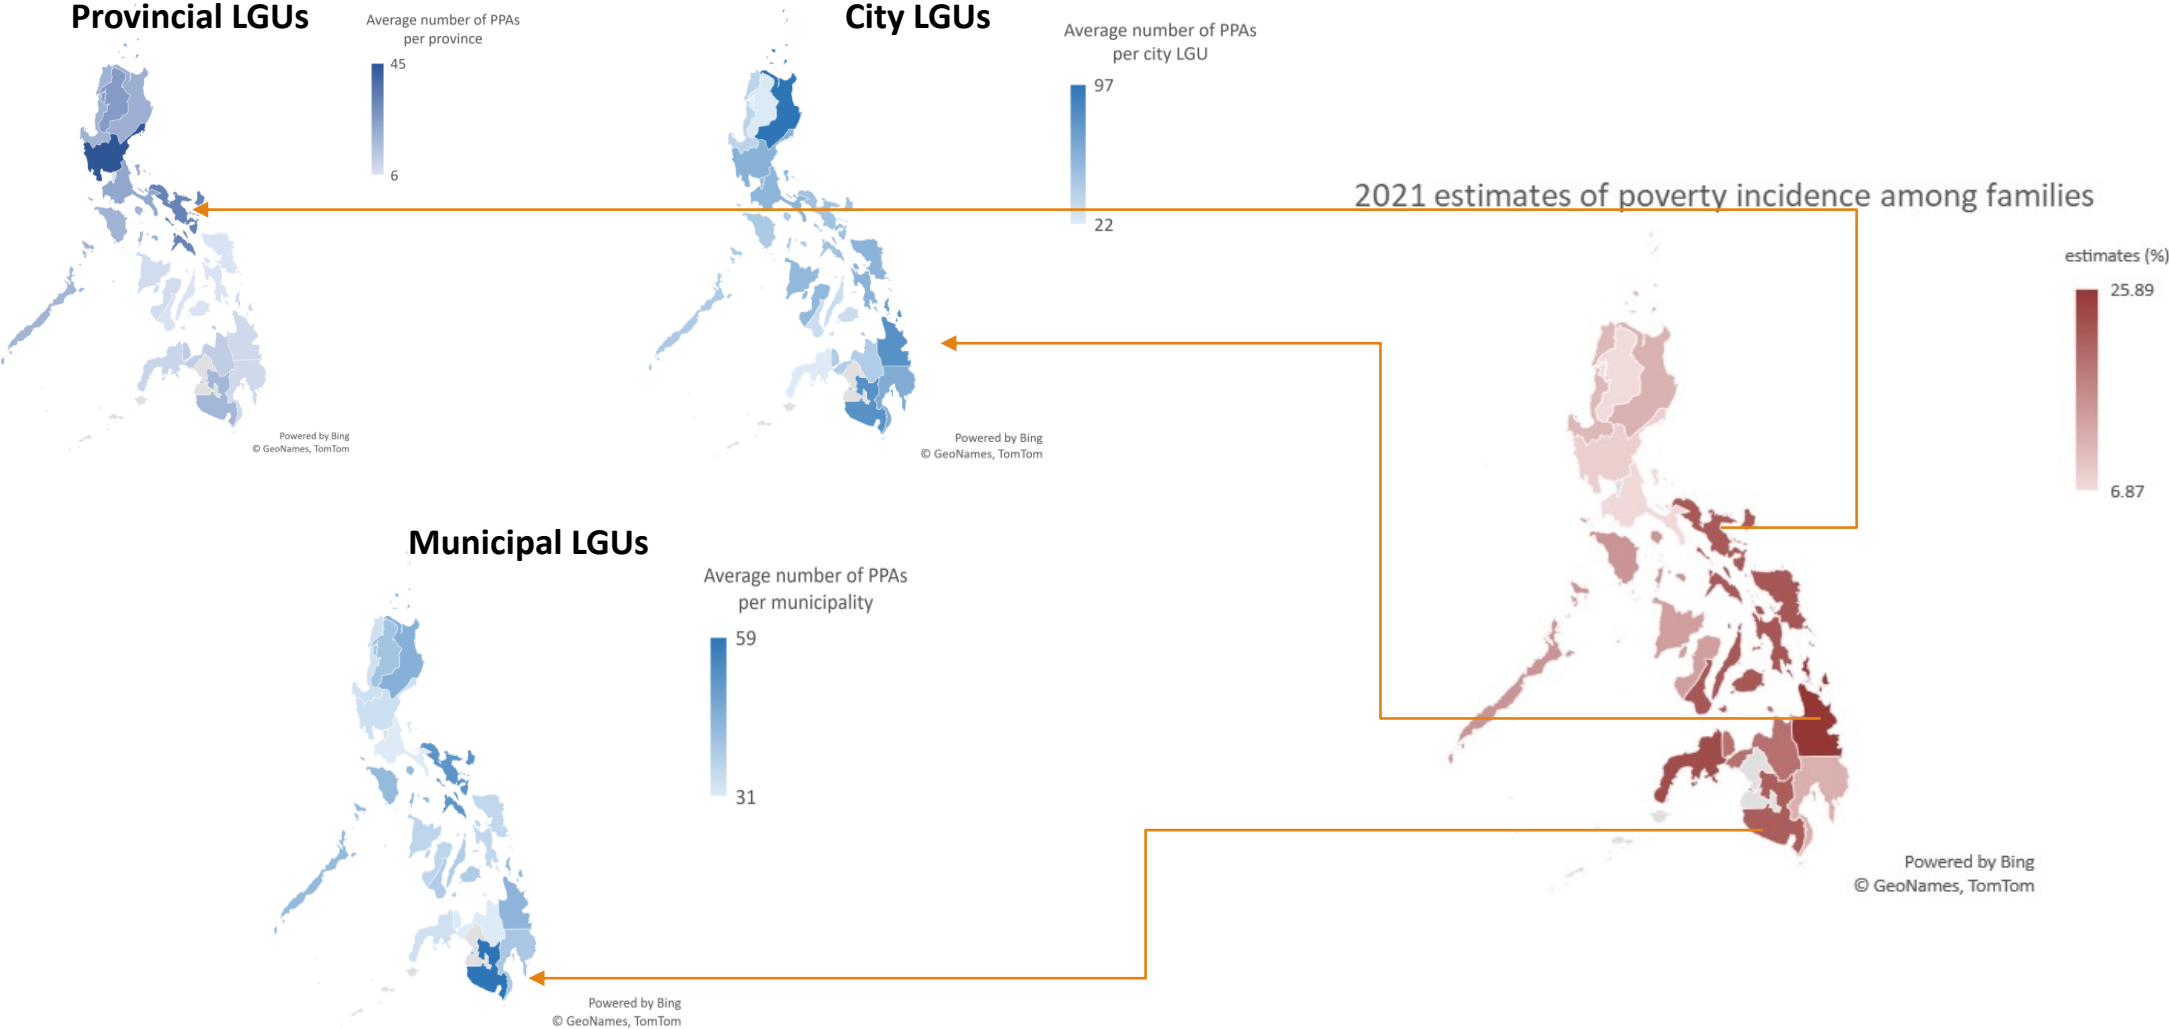 Provincial LGUs
Average number of PPAs
per province
45
6
Powered by Bing
© GeoNames, TomTom
City LGUs
Average number of PPAs
per city LGU
97
22
Powered by Bing
© GeoNames, TomTom
2021 estimates of poverty incidence among families
estimates (%)
25.89
6.87
Powered by Bing
© GeoNames, TomTom
Municipal LGUs
Average number of PPAs
per municipality
59
31
Powered by Bing
© GeoNames, TomTom